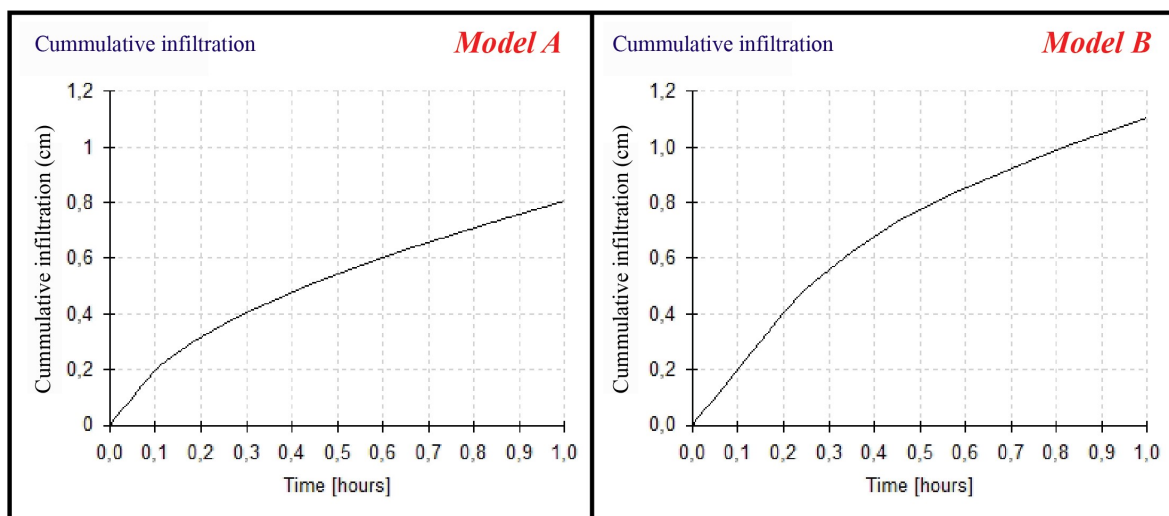 Cummulative infiltration
Model A
Cummulative infiltration (cm)
1,2
1
0,8
0,6
0,4
0,2
0
0,0 0,1 0,2 0,3 0,4 0,5 0,6 0,7 0,8 0,9 1,0
Time [hours]
Cummulative infiltration
Model B
Cummulative infiltration (cm)
1,2
1,0
0,8
0,6
0,4
0,2
0,0
0,0 0,1 0,2 0,3 0,4 0,5 0,6 0,7 0,8 0,9 1,0
Time [hours]